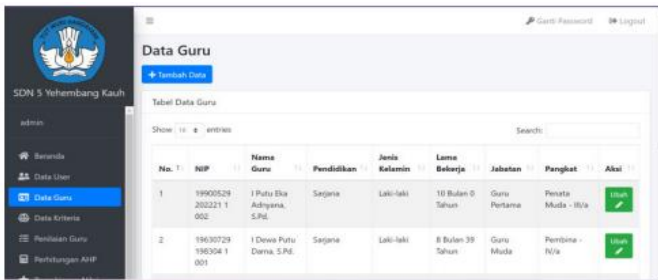 Ganti Password Logout
Data Guru
+ Tambah Data
SDN 5 Yehembang Kauh
Tabel Data Guru
admin
Show 10 entries Search:
Beranda
Data User
Data Guru
Data Kriteria
Penilaian Guru
Perhitungan AHP
No. NIP Nama Guru Pendidikan Jenis Kelamin Lama Bekerja Jabatan Pangkat Aksi
1 19900529 I Putu Eka Sarjana Laki-laki 10 Bulan 0 Guru Penata Ubah
202221 1 Adnyana, Tahun Pertama Muda - III/a
002 S.Pd.
2 19630729 I Dewa Putu Sarjana Laki-laki 8 Bulan 39 Guru Pembina - Ubah
198304 1 Darna, S.Pd. Tahun Muda IV/a
001